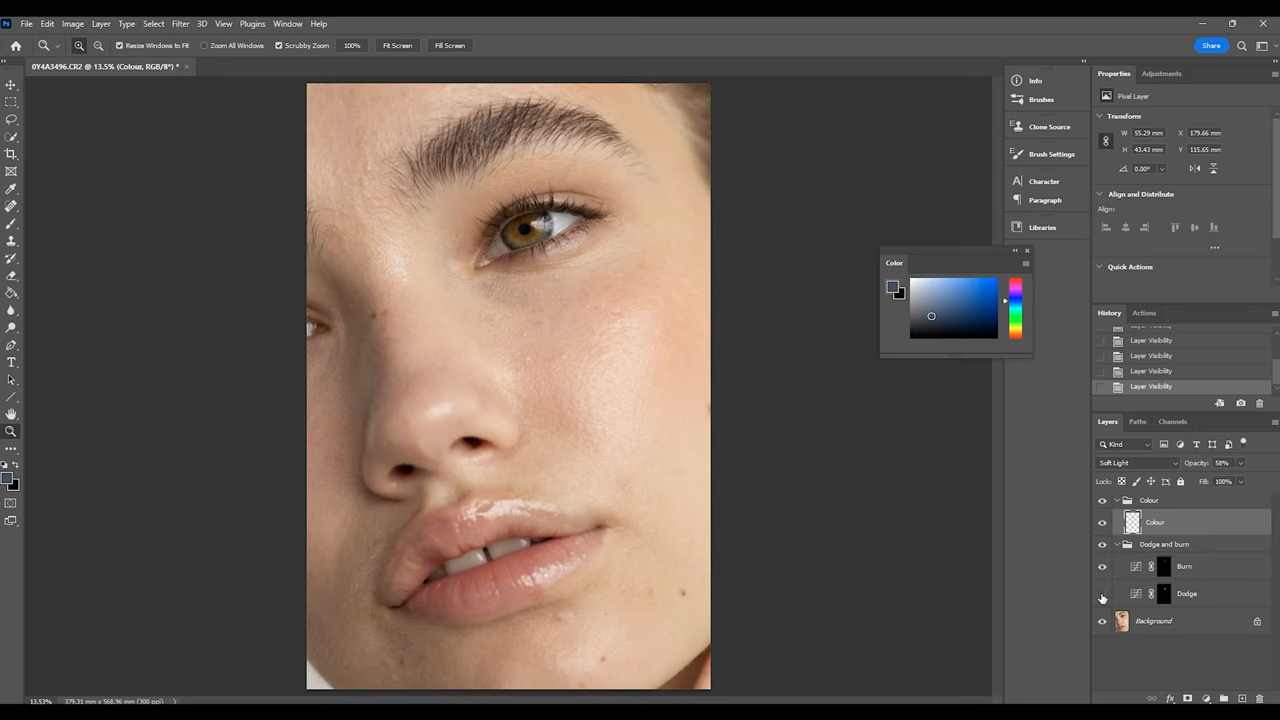 Ps File Edit Image Layer Type Select Filter 3D View Plugins Window Help
Resize Windows to Fit Zoom All Windows Scrubby Zoom 100% Fit Screen Fill Screen Share
0Y4A3496.CR2 @ 13.5% (Colour, RGB/8*) *
Info
Brushes
Clone Source
Brush Settings
Character
Paragraph
Libraries
Color
Properties Adjustments
Pixel Layer
Transform
W 55.29 mm X 179.66 mm
H 43.43 mm Y 115.65 mm
0.00°
Align and Distribute
Align:
Quick Actions
History Actions
Layer Visibility
Layer Visibility
Layer Visibility
Layer Visibility
Layer Visibility
Layers Paths Channels
Kind
Soft Light Opacity: 58%
Lock: Fill: 100%
Colour
Colour
Dodge and burn
Burn
Dodge
Background
13.53% 379.31 mm x 568.96 mm (300 ppi)